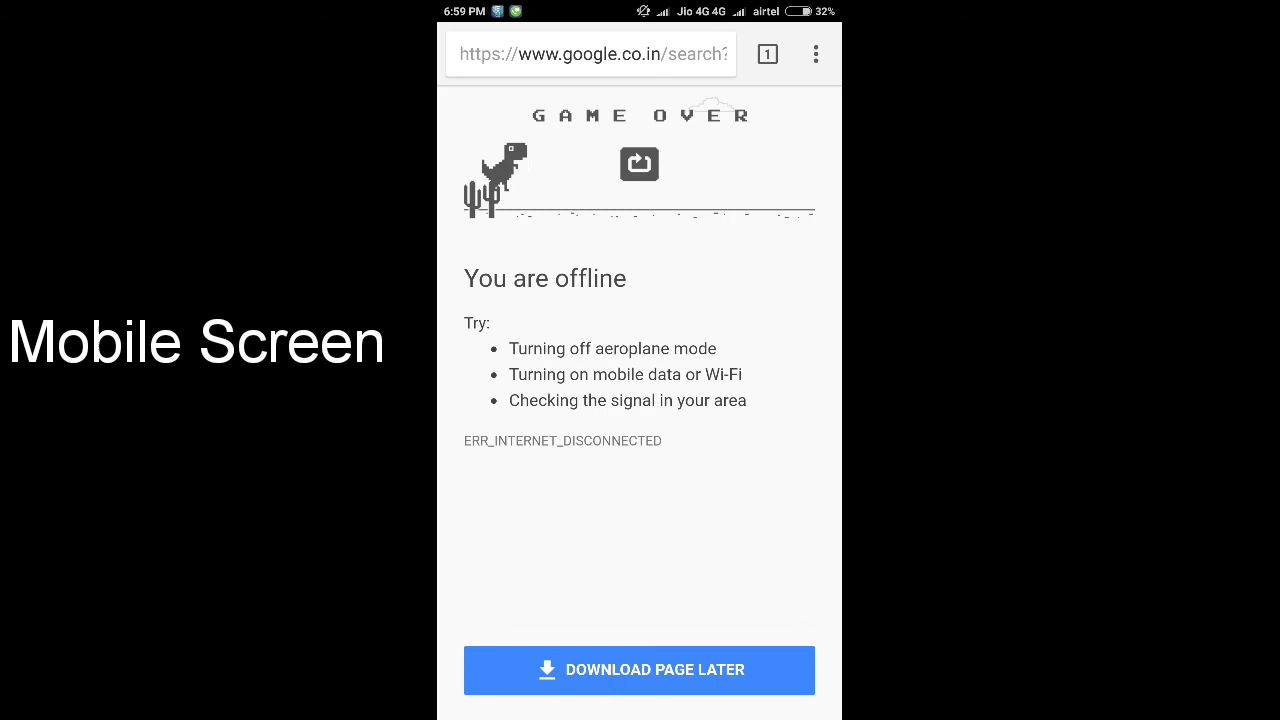 6:59 PM Jio 4G 4G airtel 32%
https://www.google.co.in/search?
1
GAME OVER
You are offline
Try:
Turning off aeroplane mode
Turning on mobile data or Wi-Fi
Checking the signal in your area
ERR_INTERNET_DISCONNECTED
DOWNLOAD PAGE LATER
Mobile Screen